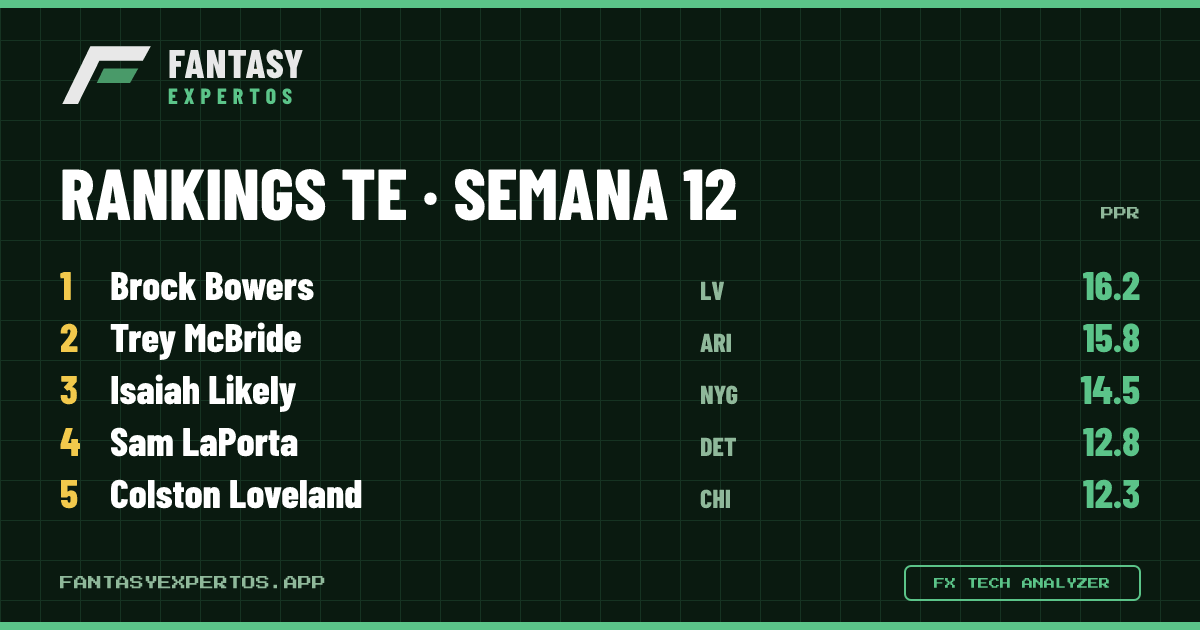 FANTASY
EXPERTOS
RANKINGS TE · SEMANA 12
PPR
1 Brock Bowers LV 16.2
2 Trey McBride ARI 15.8
3 Isaiah Likely NYG 14.5
4 Sam LaPorta DET 12.8
5 Colston Loveland CHI 12.3
FANTASYEXPERTOS.APP
FX TECH ANALYZER